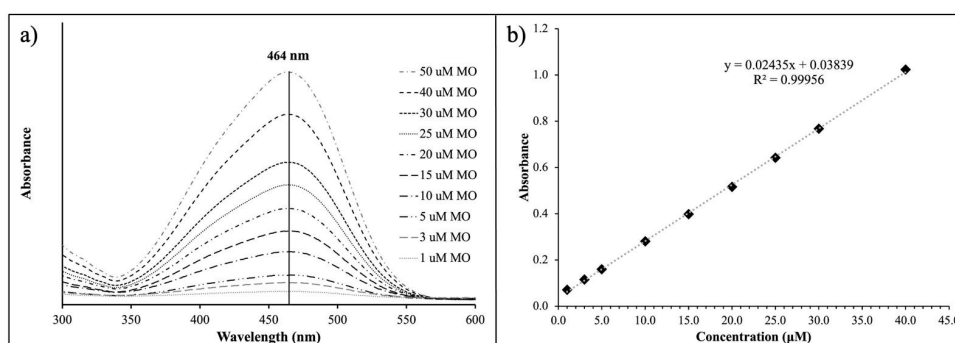 a)
464 nm
50 uM MO
40 uM MO
30 uM MO
25 uM MO
20 uM MO
15 uM MO
10 uM MO
5 uM MO
3 uM MO
1 uM MO
Absorbance
300 350 400 450 500 550 600
Wavelength (nm)
b)
y = 0.02435x + 0.03839
R² = 0.99956
1.2
1.0
0.8
0.6
0.4
0.2
0.0
Absorbance
0.0 5.0 10.0 15.0 20.0 25.0 30.0 35.0 40.0 45.0
Concentration (µM)